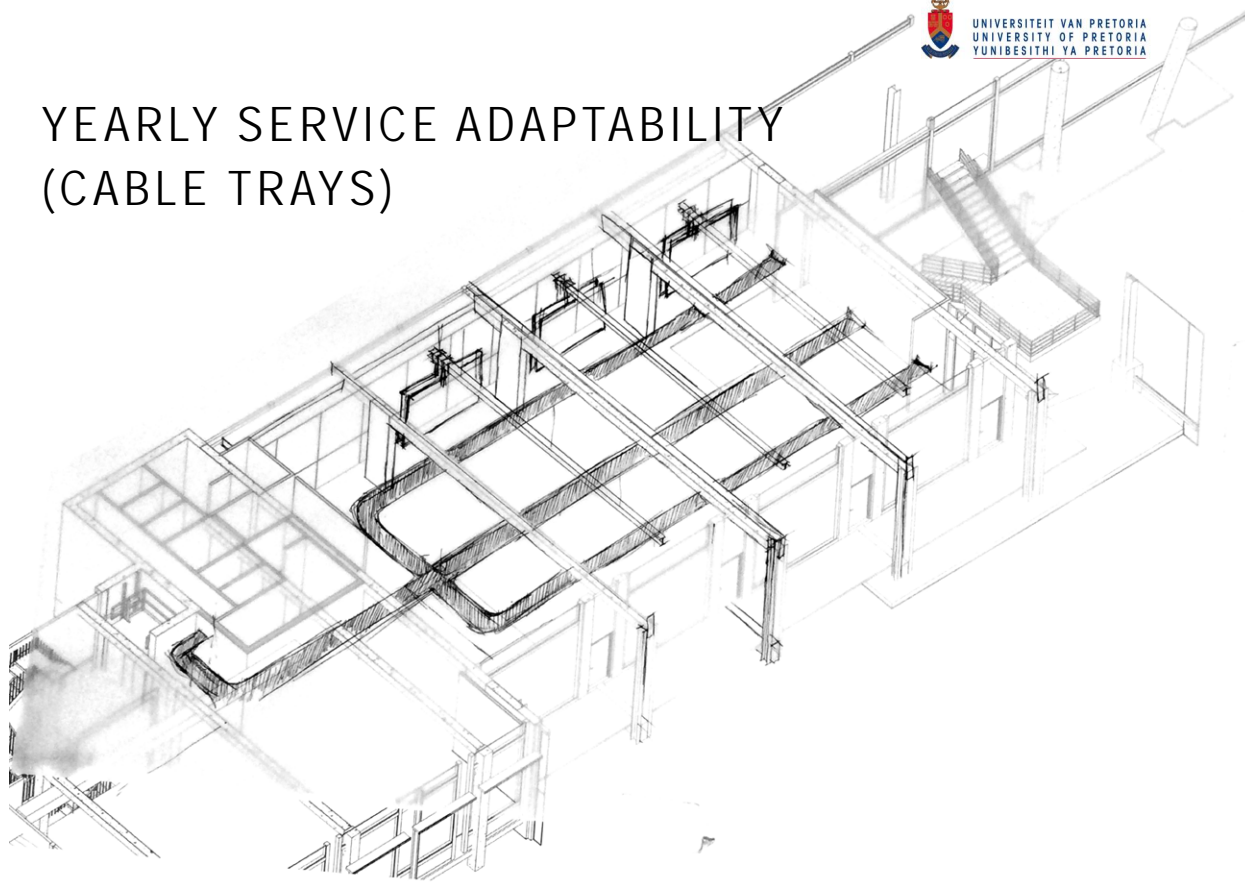 UNIVERSITEIT VAN PRETORIA
UNIVERSITY OF PRETORIA
YUNIBESITHI YA PRETORIA
YEARLY SERVICE ADAPTABILITY
(CABLE TRAYS)